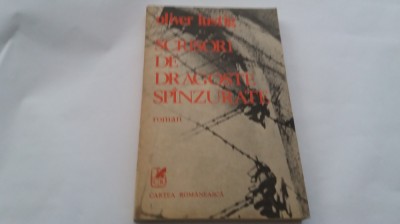 oliver lustig
SCRISORI
DE
DRAGOSTE
SPÎNZURATE
roman
CARTEA ROMÂNEASCĂ